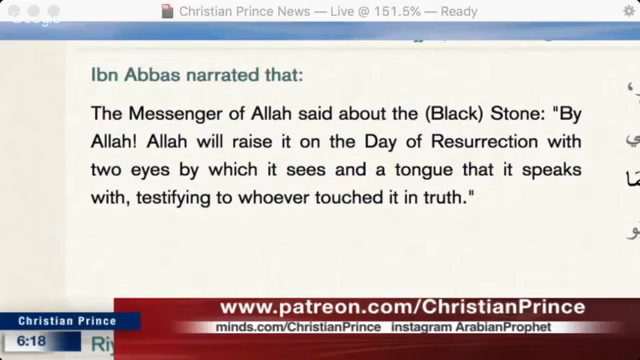 Christian Prince News — Live @ 151.5% — Ready
Google
Ibn Abbas narrated that:
The Messenger of Allah said about the (Black) Stone: "By
Allah! Allah will raise it on the Day of Resurrection with
two eyes by which it sees and a tongue that it speaks
with, testifying to whoever touched it in truth."
www.patreon.com/ChristianPrince
Christian Prince
minds.com/ChristianPrince instagram ArabianProphet
6:18